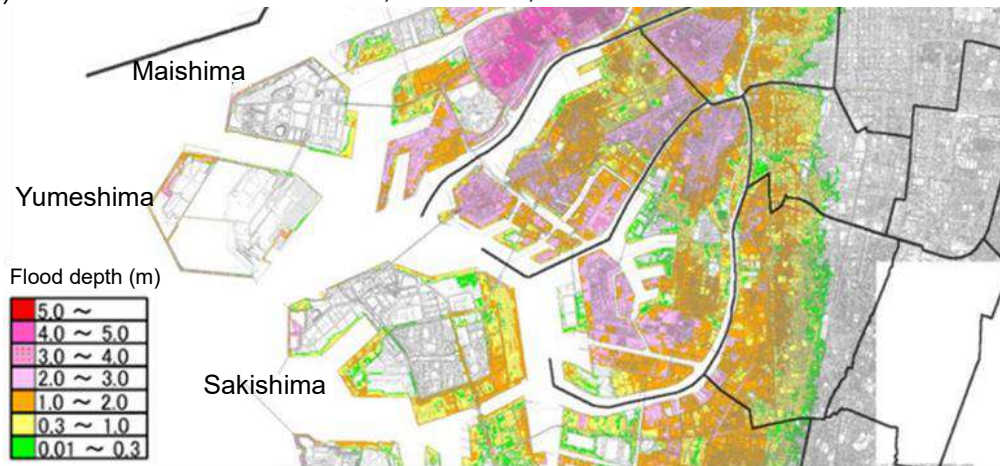 Maishima
Yumeshima
Flood depth (m)
5.0 ～
4.0 ～ 5.0
3.0 ～ 4.0
2.0 ～ 3.0
1.0 ～ 2.0
0.3 ～ 1.0
0.01 ～ 0.3
Sakishima